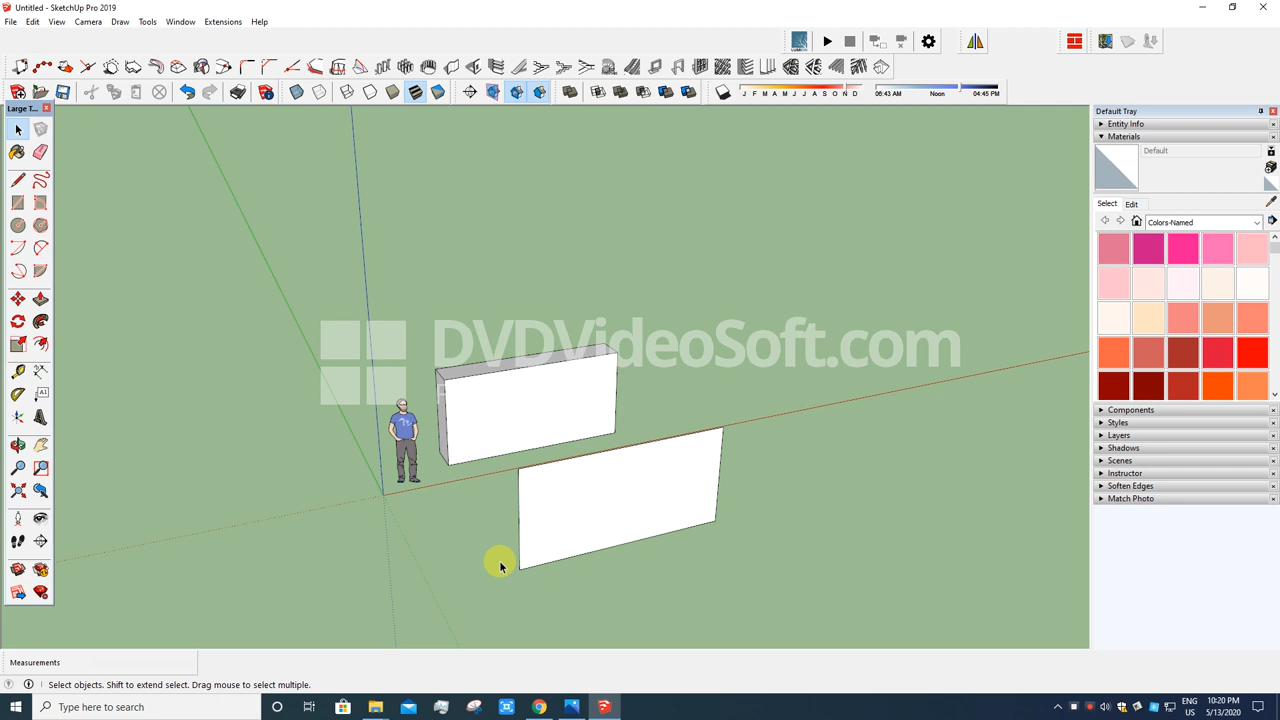 Untitled - SketchUp Pro 2019
File Edit View Camera Draw Tools Window Extensions Help
J F M A M J J A S O N D
06:43 AM Noon 04:45 PM
Large T...
Default Tray
Entity Info
Materials
Default
Select Edit
Colors-Named
DVDVideoSoft.com
A1
Components
Styles
Layers
Shadows
Scenes
Instructor
Soften Edges
Match Photo
Measurements
Select objects. Shift to extend select. Drag mouse to select multiple.
Type here to search
ENG
US
10:20 PM
5/13/2020